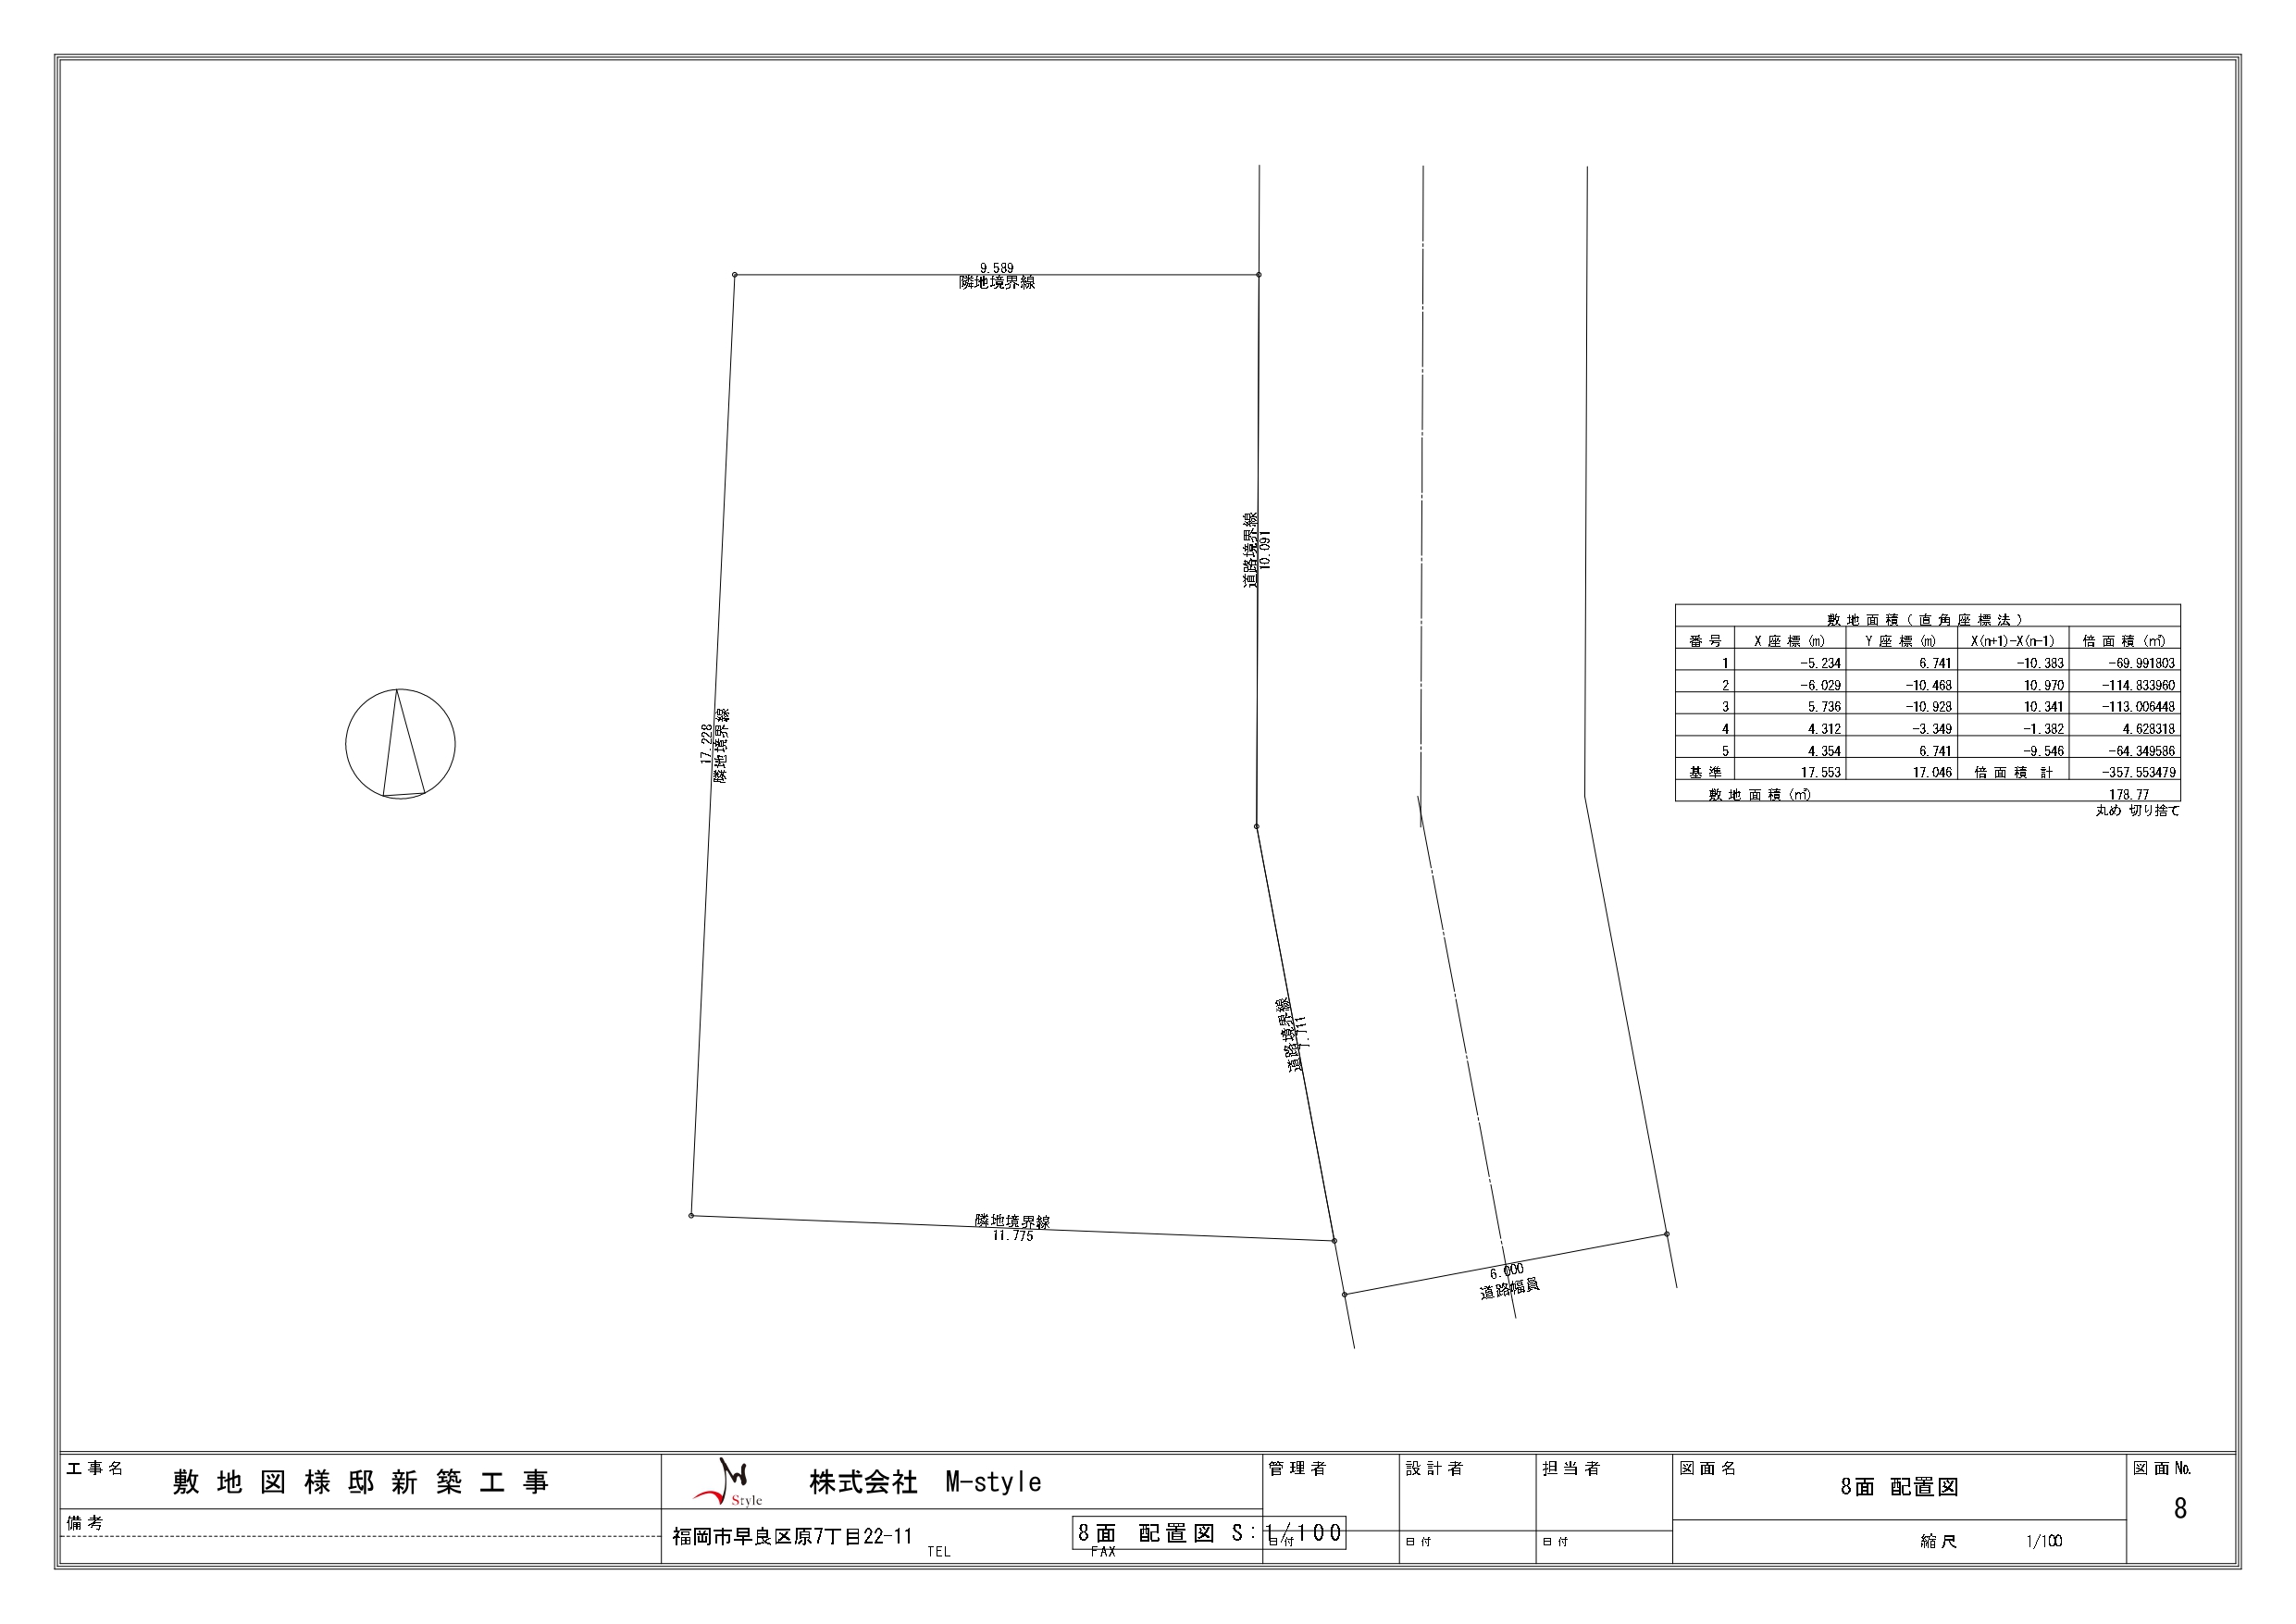 9.589
隣地境界線
道路境界線
10.091
17.228
隣地境界線
道路境界線
7.711
隣地境界線
11.775
6.000
道路幅員
敷地面積(直角座標法)
番号 X座標(m) Y座標(m) X(n+1)-X(n-1) 倍面積(㎡)
1 -5.234 6.741 -10.383 -69.991803
2 -6.029 -10.468 10.970 -114.833960
3 5.736 -10.928 10.341 -113.006448
4 4.312 -3.349 -1.382 4.628318
5 4.354 6.741 -9.546 -64.349586
基準 17.553 17.046 倍面積計 -357.553479
敷地面積(㎡) 178.77
丸め 切り捨て
工事名 敷地図様邸新築工事
備考
M Style 株式会社 M-style
福岡市早良区原7丁目22-11
TEL
FAX
8面 配置図 S:1/100
管理者
日付
設計者
日付
担当者
日付
図面名
8面 配置図
縮尺 1/100
図面No.
8